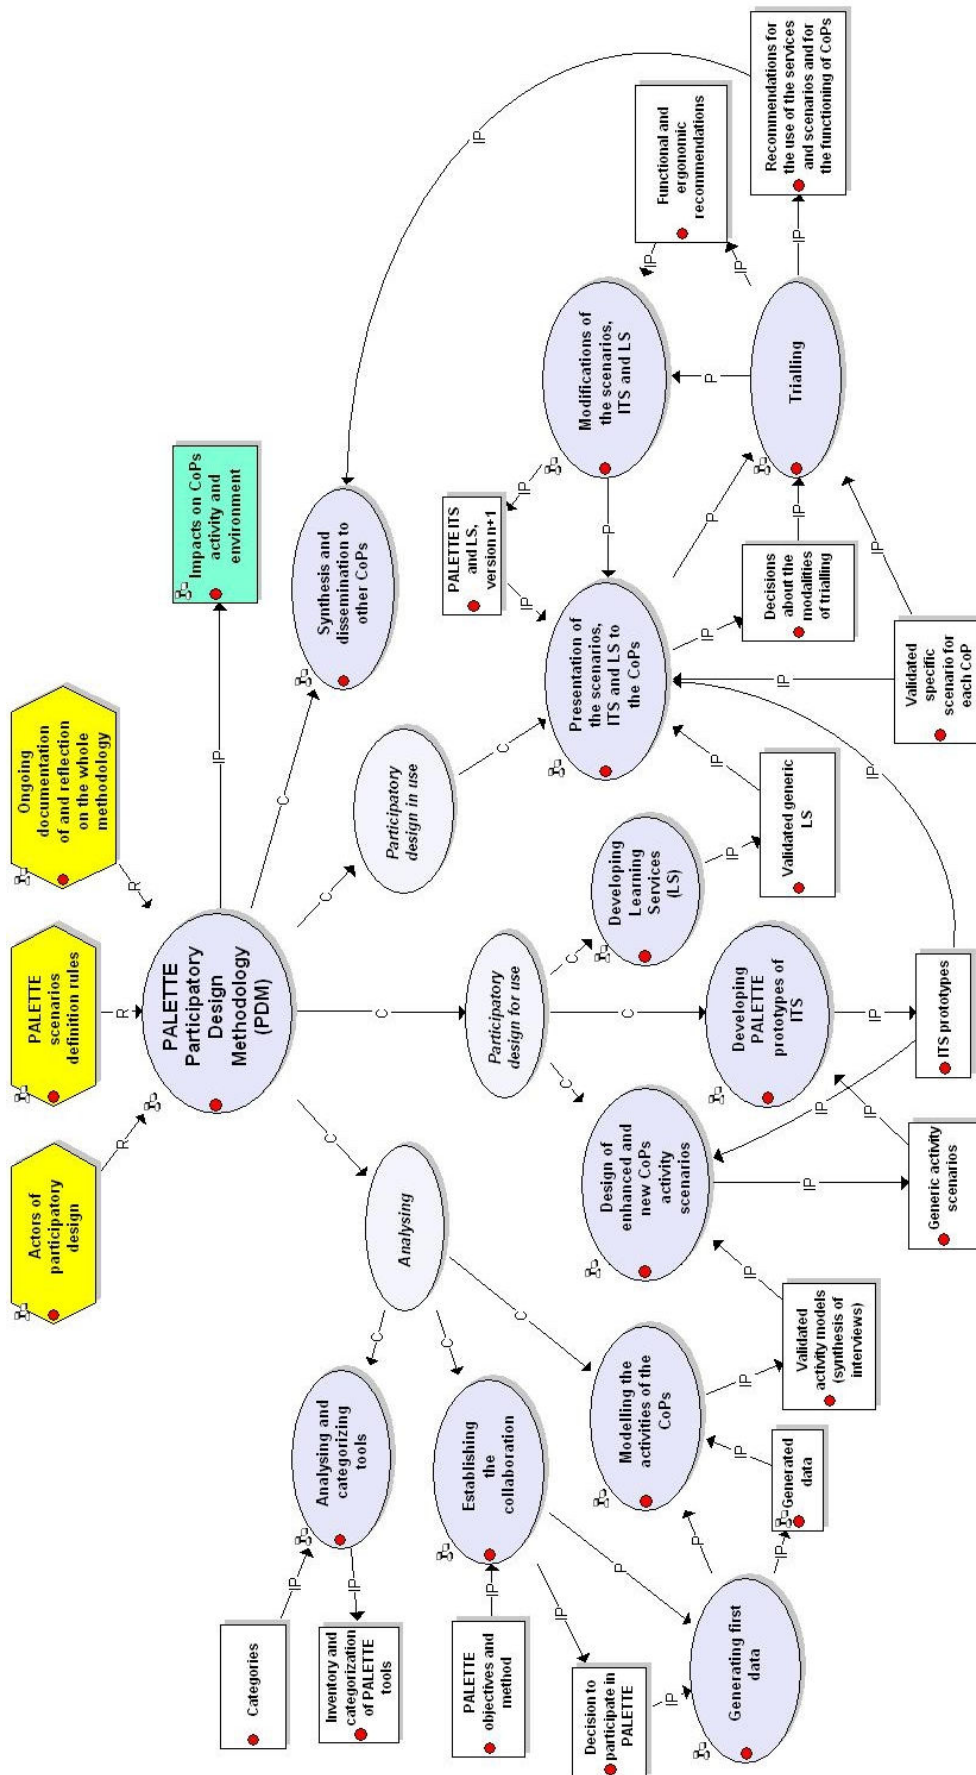 Actors of
participatory
design
PALETTE
scenarios
definition rules
Ongoing
documentation
of and reflection
on the whole
methodology
R
R
R
PALETTE
Participatory
Design
Methodology
(PDM)
IP
Impacts on CoPs
activity and
environment
C
C
C
C
Analysing
Participatory
design for use
Participatory
design in use
Synthesis and
dissemination to
other CoPs
IP
C
C
C
Analysing and
categorizing
tools
IP
Categories
IP
Inventory and
categorization
of PALETTE
tools
Establishing
the
collaboration
IP
PALETTE
objectives and
method
IP
Decision to
participate in
PALETTE
IP
P
Generating first
data
P
IP
Generated
data
IP
Modelling the
activities of the
CoPs
IP
Validated
activity models
(synthesis of
interviews)
IP
C
C
C
Design of
enhanced and
new CoPs
activity
scenarios
IP
Generic activity
scenarios
IP
Developing
PALETTE
prototypes of
ITS
IP
ITS prototypes
IP
IP
Developing
Learning
Services
(LS)
IP
Validated generic
LS
IP
C
Presentation of
the scenarios,
ITS and LS to
the CoPs
IP
Validated
specific
scenario for
each CoP
IP
IP
Decisions
about the
modalities
of trialling
IP
P
Trialling
P
IP
Functional and
ergonomic
recommendations
IP
Modifications of
the scenarios,
ITS and LS
P
IP
PALETTE ITS
and LS,
version n+1
IP
IP
Recommendations for
the use of the services
and scenarios and for
the functioning of CoPs